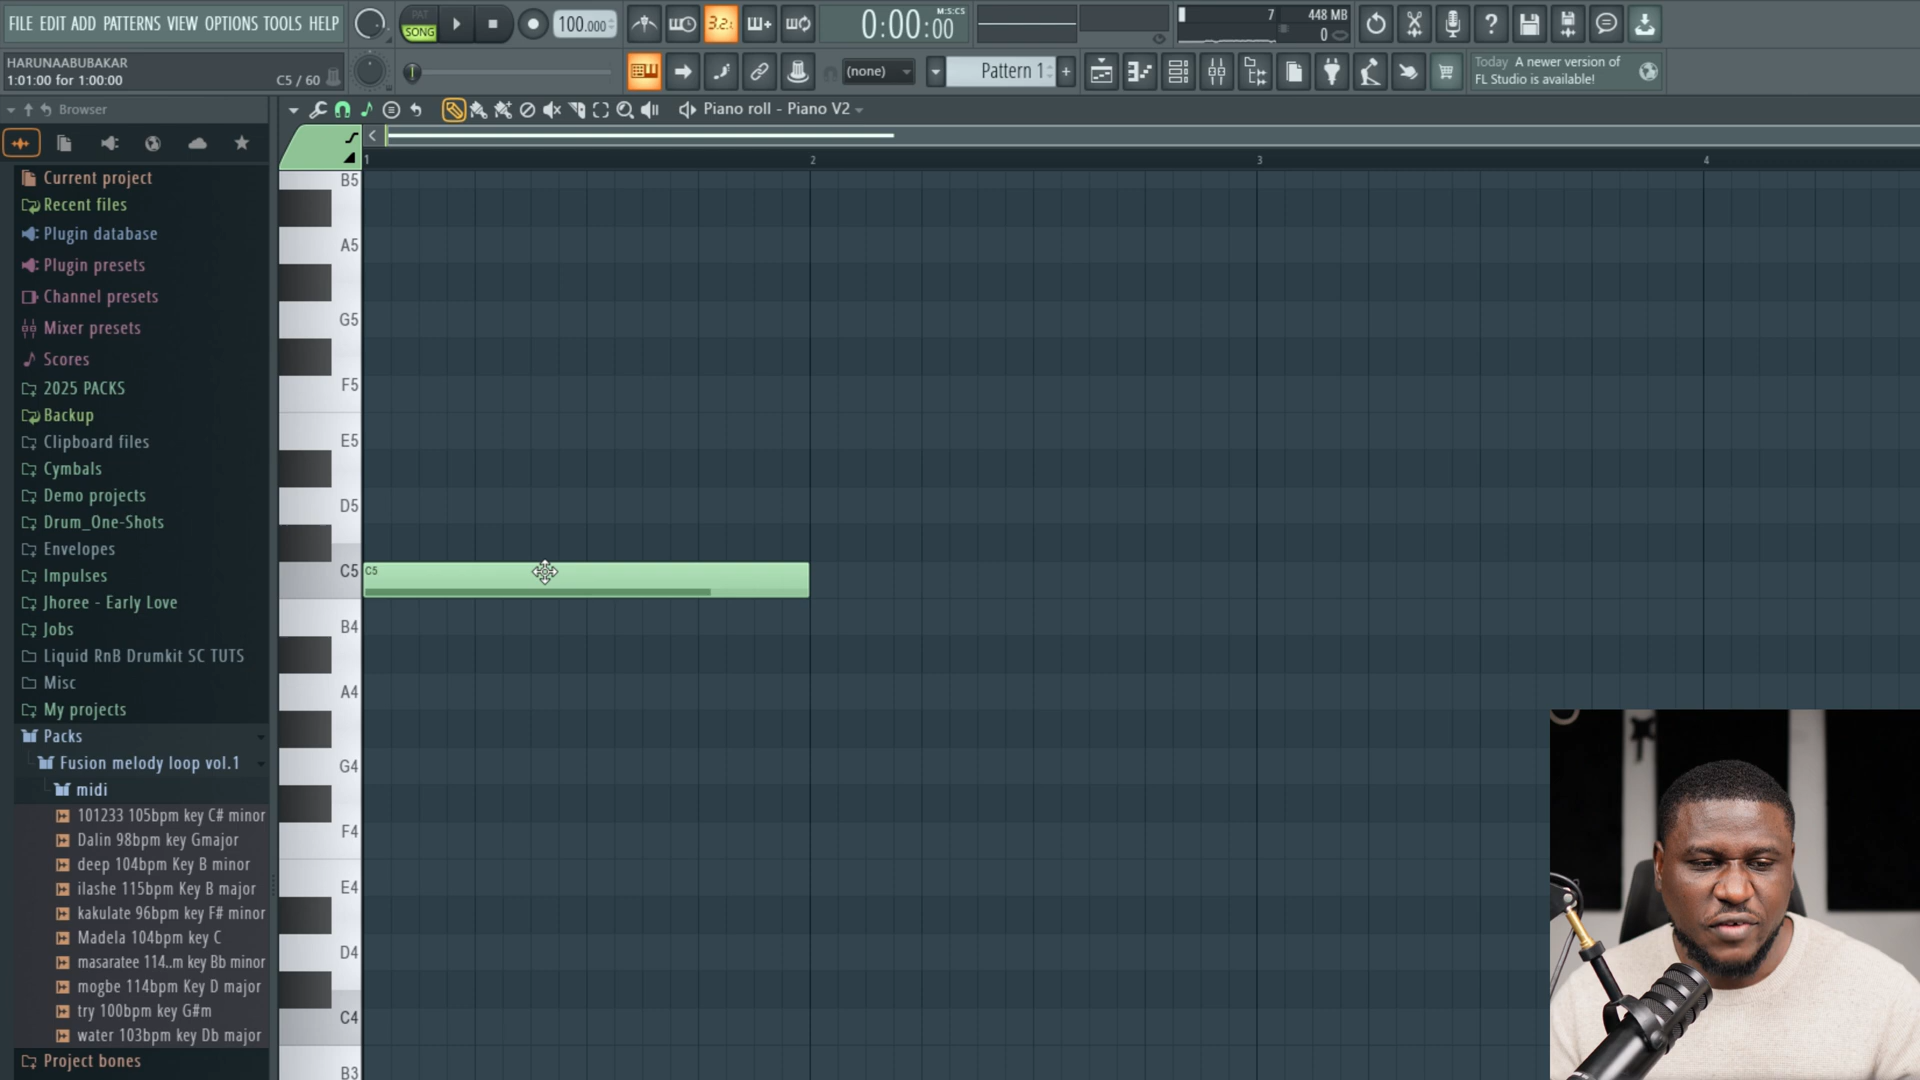 FILE EDIT ADD PATTERNS VIEW OPTIONS TOOLS HELP
PAT
SONG
100.000
3.2.
0:00:00
M:S:CS
7
448 MB
0
HARUNAABUBAKAR
1:01:00 for 1:00:00
C5 / 60
(none)
Pattern 1
Today A newer version of
FL Studio is available!
Browser
Piano roll - Piano V2
1
2
3
4
Current project
Recent files
Plugin database
Plugin presets
Channel presets
Mixer presets
Scores
2025 PACKS
Backup
Clipboard files
Cymbals
Demo projects
Drum_One-Shots
Envelopes
Impulses
Jhoree - Early Love
Jobs
Liquid RnB Drumkit SC TUTS
Misc
My projects
Packs
Fusion melody loop vol.1
midi
101233 105bpm key C# minor
Dalin 98bpm key Gmajor
deep 104bpm Key B minor
ilashe 115bpm Key B major
kakulate 96bpm key F# minor
Madela 104bpm key C
masaratee 114..m key Bb minor
mogbe 114bpm Key D major
try 100bpm key G#m
water 103bpm key Db major
Project bones
B5
A5
G5
F5
E5
D5
C5
C5
B4
A4
G4
F4
E4
D4
C4
B3